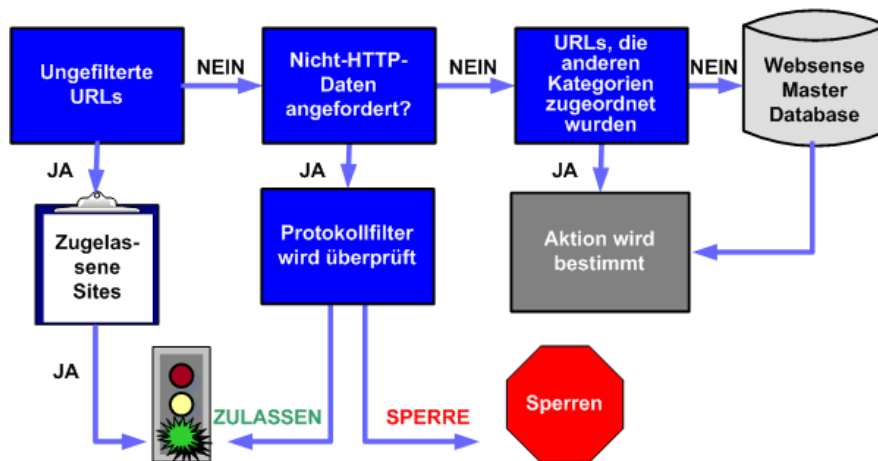 Ungefilterte
URLs
NEIN
Nicht-HTTP-
Daten
angefordert?
NEIN
URLs, die
anderen
Kategorien
zugeordnet
wurden
NEIN
Websense
Master
Database
JA
JA
JA
Zugelas-
sene
Sites
Protokollfilter
wird überprüft
Aktion wird
bestimmt
JA
ZULASSEN
SPERRE
Sperren